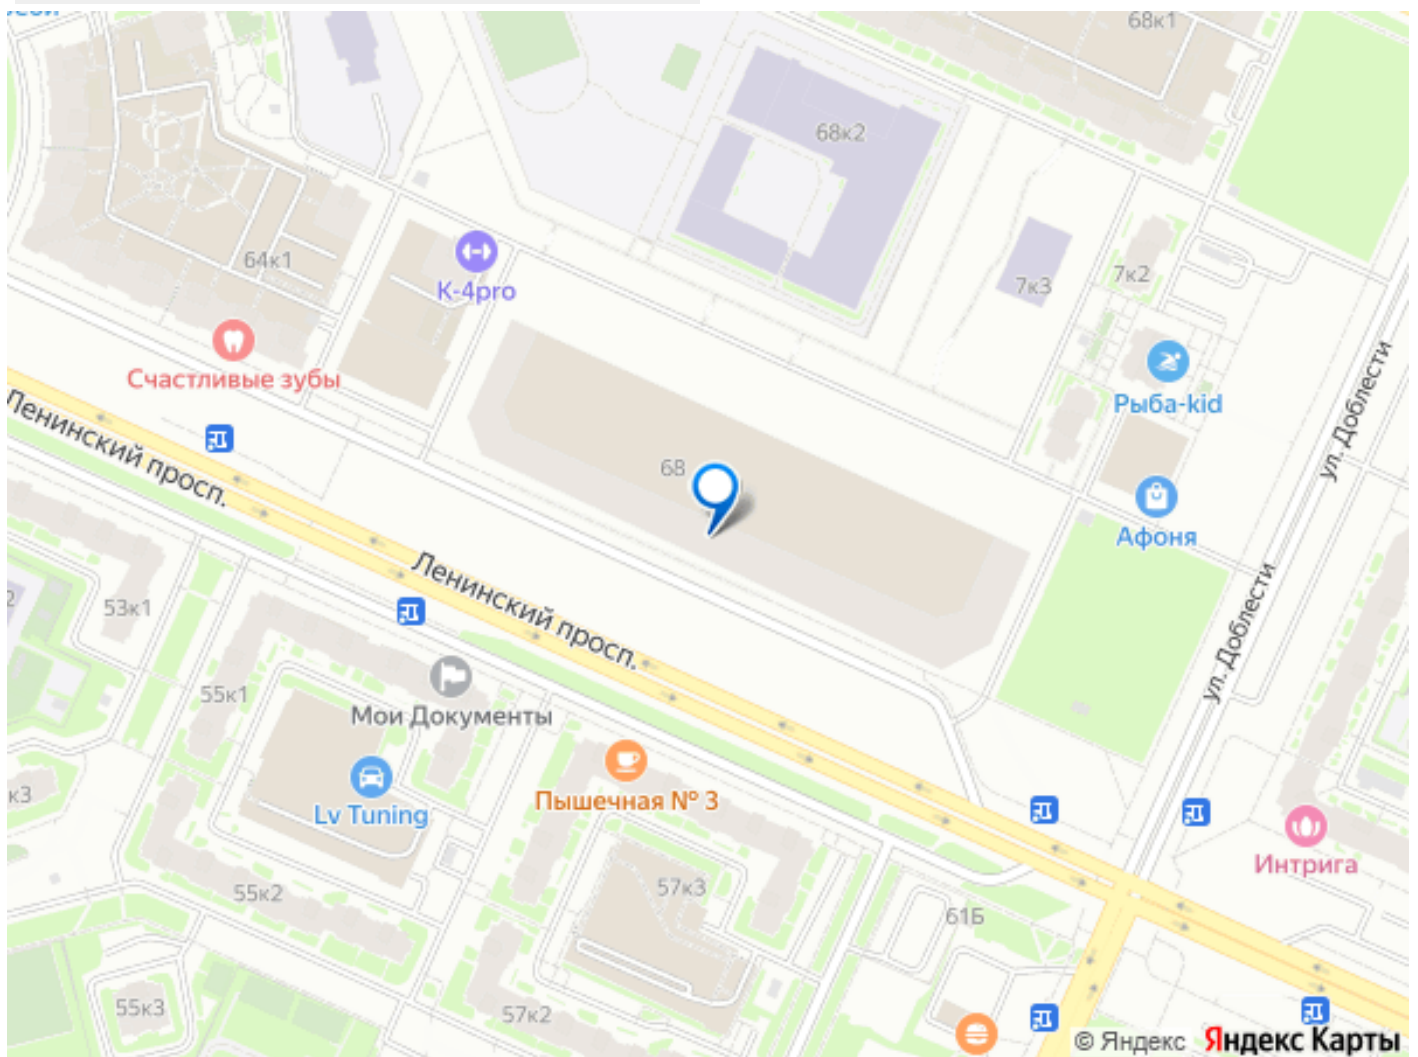 68к1
68к2
64к1
К-4pro
7к3
7к2
Счастливые зубы
Рыба-kid
Ленинский просп.
ул. Доблести
68
Афоня
Ленинский просп.
53к1
ул. Доблести
55к1
Мои Документы
Пышечная № 3
к3
Lv Tuning
Интрига
55к2
57к3
61Б
55к3
57к2
© Яндекс Яндекс Карты